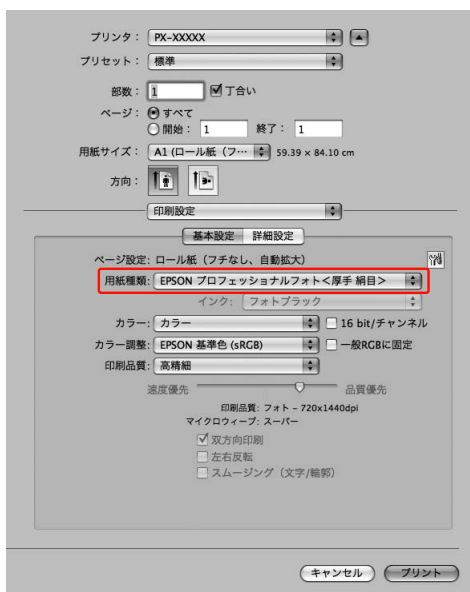 プリンタ： PX-XXXXX
プリセット： 標準
部数： 1 丁合い
ページ： すべて
開始： 1 終了： 1
用紙サイズ： A1 (ロール紙（フ… 59.39 × 84.10 cm
方向：
印刷設定
基本設定 詳細設定
ページ設定: ロール紙（フチなし、自動拡大）
用紙種類: EPSON プロフェッショナルフォト＜厚手 絹目＞
インク: フォトブラック
カラー: カラー 16 bit/チャンネル
カラー調整: EPSON 基準色 (sRGB) 一般RGBに固定
印刷品質: 高精細
速度優先 品質優先
印刷品質: フォト – 720x1440dpi
マイクロウィーブ: スーパー
双方向印刷
左右反転
スムージング（文字/輪郭）
キャンセル プリント